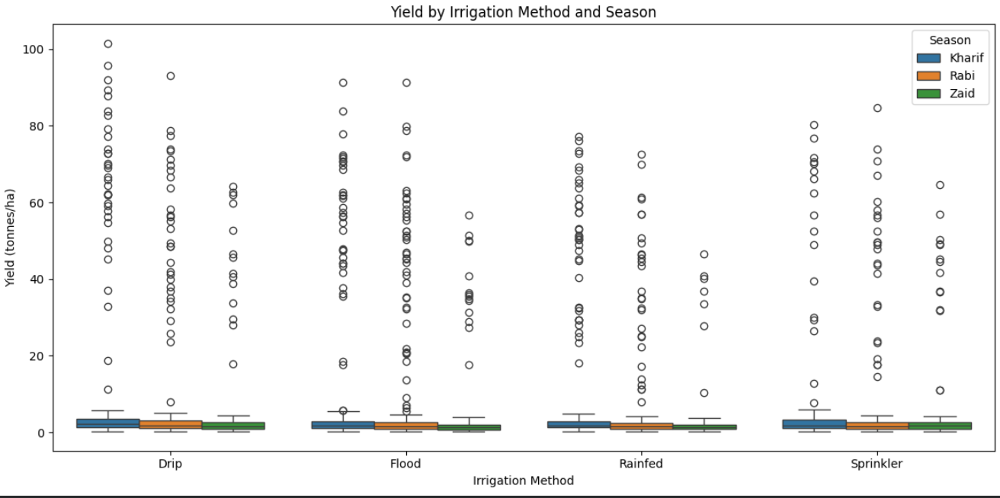 Yield by Irrigation Method and Season
Season
Kharif
Rabi
Zaid
Yield (tonnes/ha)
100
80
60
40
20
0
Drip
Flood
Rainfed
Sprinkler
Irrigation Method